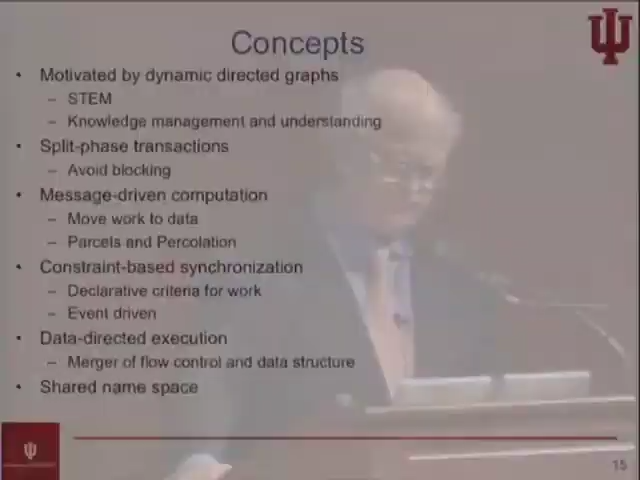 Concepts
• Motivated by dynamic directed graphs
– STEM
– Knowledge management and understanding
• Split-phase transactions
– Avoid blocking
• Message-driven computation
– Move work to data
– Parcels and Percolation
• Constraint-based synchronization
– Declarative criteria for work
– Event driven
• Data-directed execution
– Merger of flow control and data structure
• Shared name space
15